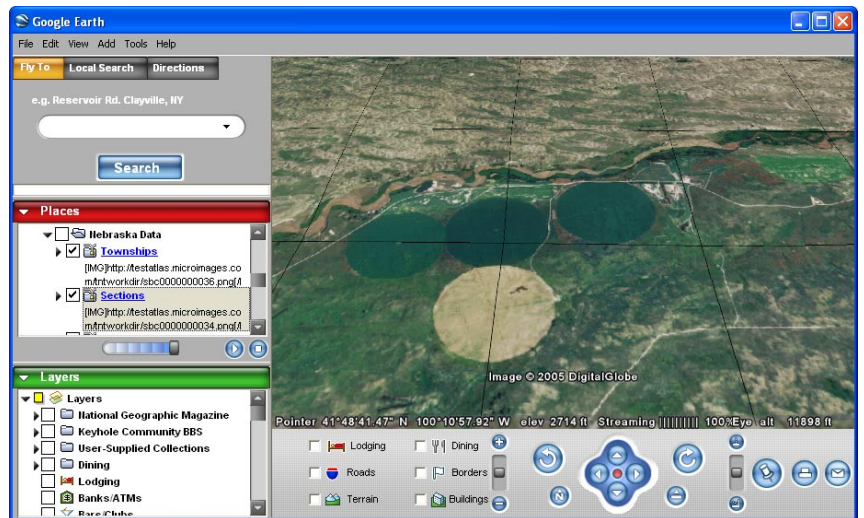 Google Earth
File Edit View Add Tools Help
Fly To Local Search Directions
e.g. Reservoir Rd. Clayville, NY
Search
Places
Nebraska Data
Townships
[IMG]http://testatlas.microimages.co
m/tntworkdir/sbc0000000036.png[/I
Sections
[IMG]http://testatlas.microimages.co
m/tntworkdir/sbc0000000034.png[/I
Layers
Layers
National Geographic Magazine
Keyhole Community BBS
User-Supplied Collections
Dining
Lodging
Banks/ATMs
Bars/Clubs
Image © 2005 DigitalGlobe
Pointer 41°48'41.47" N 100°10'57.92" W elev 2714 ft Streaming |||||||||| 100% Eye alt 11898 ft
Lodging Dining
Roads Borders
Terrain Buildings
N